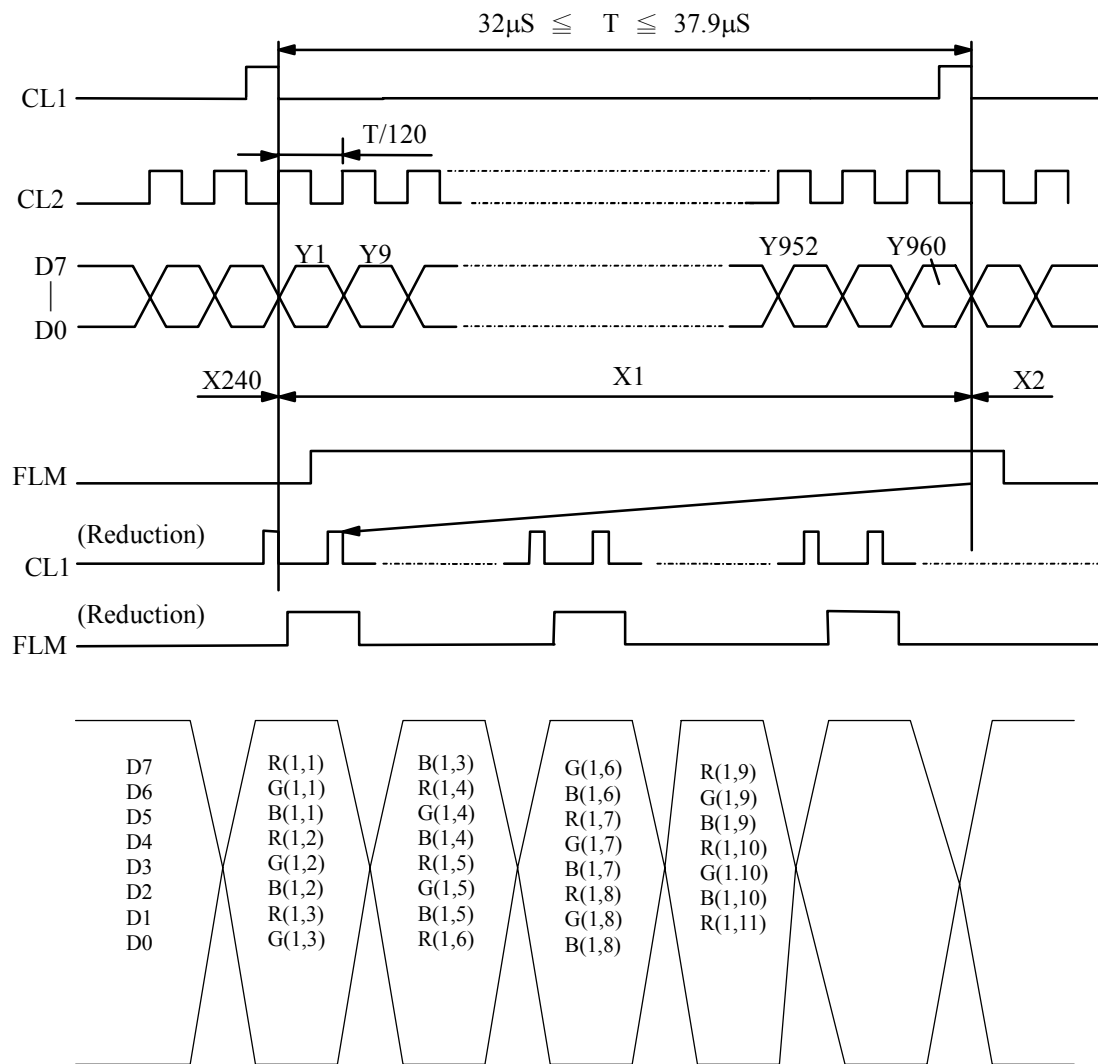 32μS ≦ T ≦ 37.9μS
CL1
T/120
CL2
Y1 Y9 Y952 Y960
D7
D0
X240 X1 X2
FLM
(Reduction)
CL1
(Reduction)
FLM
D7 R(1,1) B(1,3) G(1,6) R(1,9)
D6 G(1,1) R(1,4) B(1,6) G(1,9)
D5 B(1,1) G(1,4) R(1,7) B(1,9)
D4 R(1,2) B(1,4) G(1,7) R(1,10)
D3 G(1,2) R(1,5) B(1,7) G(1.10)
D2 B(1,2) G(1,5) R(1,8) B(1,10)
D1 R(1,3) B(1,5) G(1,8) R(1,11)
D0 G(1,3) R(1,6) B(1,8)